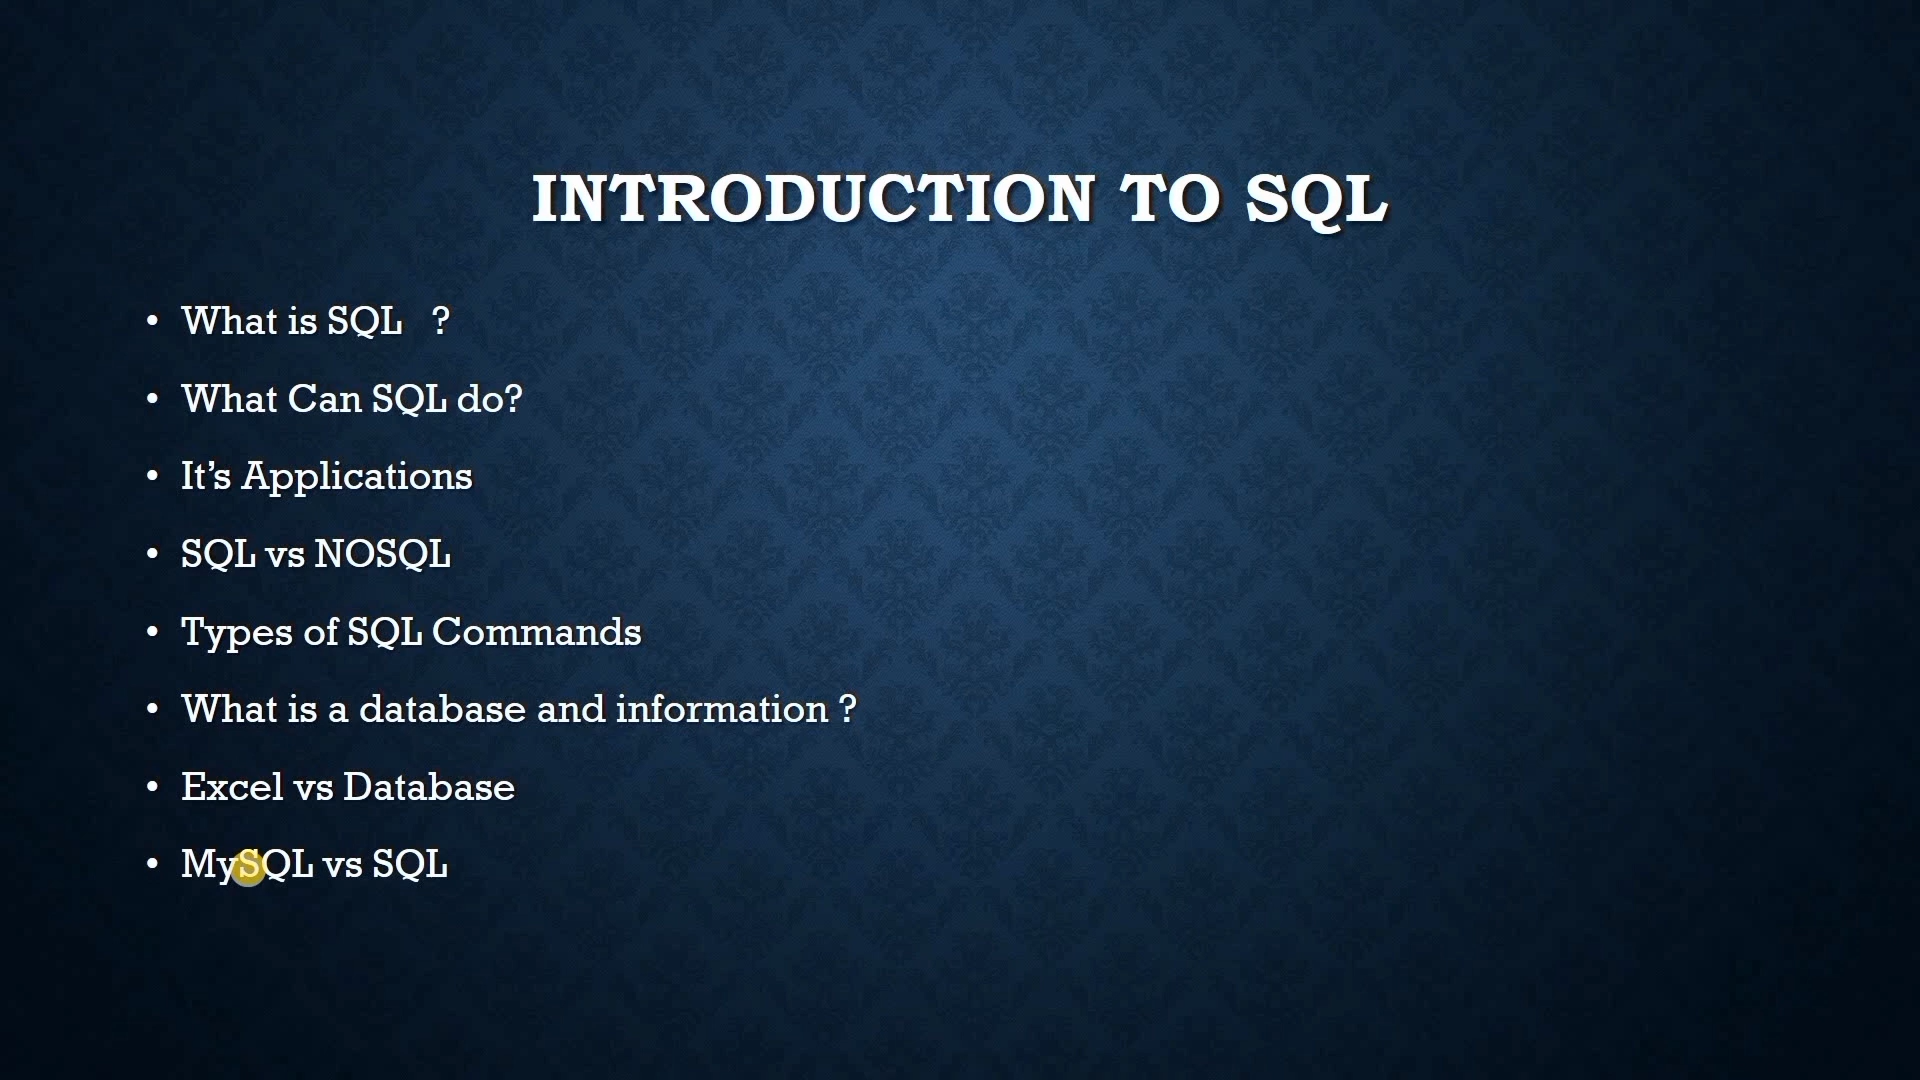 INTRODUCTION TO SQL
• What is SQL ?
• What Can SQL do?
• It’s Applications
• SQL vs NOSQL
• Types of SQL Commands
• What is a database and information ?
• Excel vs Database
• MySQL vs SQL